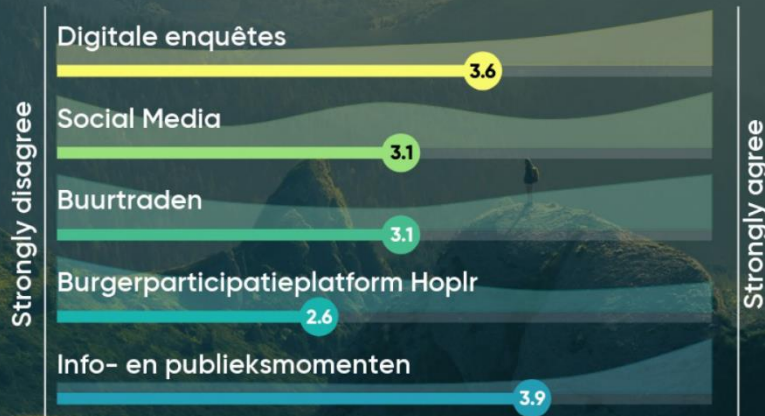 Strongly disagree
Digitale enquêtes
3.6
Social Media
3.1
Buurtraden
3.1
Burgerparticipatieplatform Hoplr
2.6
Info- en publieksmomenten
3.9
Strongly agree